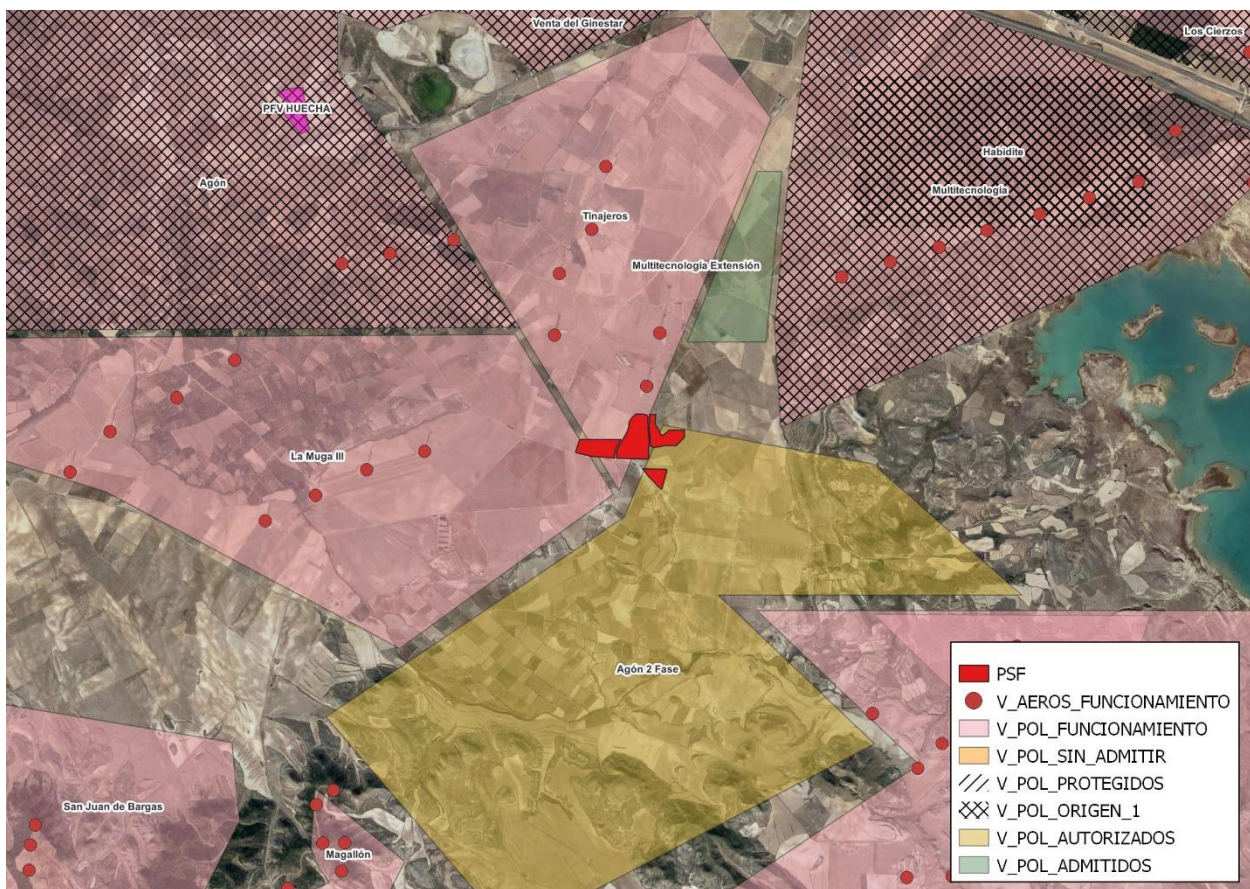 Venta del Ginestar
Los Cierzos
PFV HUECHA
Habidite
Agón
Multitecnología
Tinajeros
Multitecnología Extensión
La Muga III
Agón 2 Fase
San Juan de Bargas
Magallón
PSF
V_AEROS_FUNCIONAMIENTO
V_POL_FUNCIONAMIENTO
V_POL_SIN_ADMITIR
V_POL_PROTEGIDOS
V_POL_ORIGEN_1
V_POL_AUTORIZADOS
V_POL_ADMITIDOS